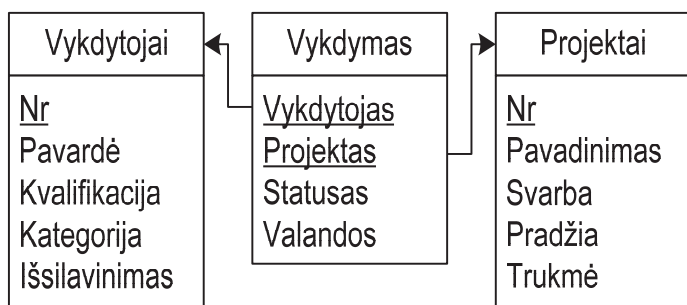 Vykdytojai
Nr
Pavardė
Kvalifikacija
Kategorija
Išsilavinimas
Vykdymas
Vykdytojas
Projektas
Statusas
Valandos
Projektai
Nr
Pavadinimas
Svarba
Pradžia
Trukmė